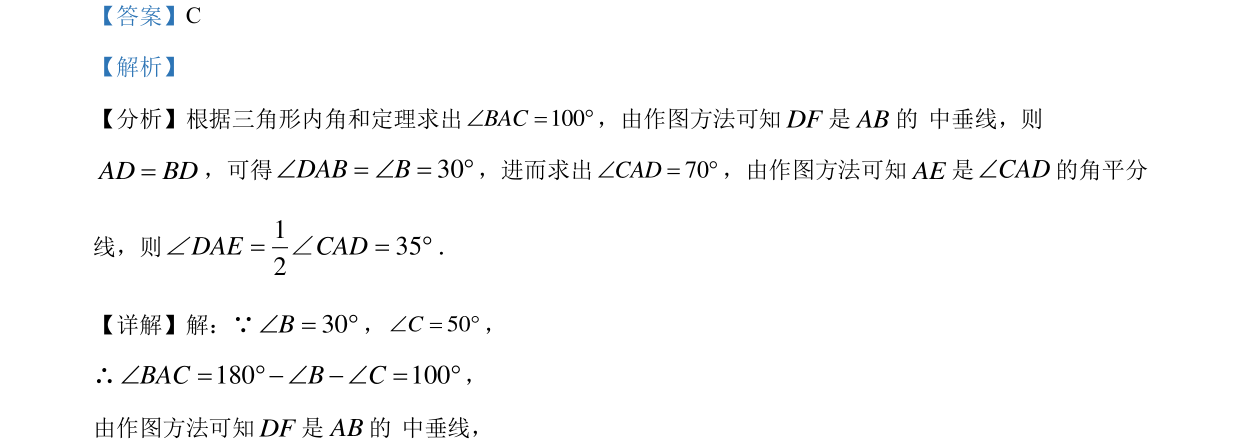 【答案】C
【解析】
【分析】根据三角形内角和定理求出∠BAC=100°，由作图方法可知DF是AB的 中垂线，则
AD=BD，可得∠DAB=∠B=30°，进而求出∠CAD=70°，由作图方法可知AE是∠CAD的角平分
线，则∠DAE=1/2∠CAD=35°．
【详解】解：∵∠B=30°，∠C=50°，
∴∠BAC=180°−∠B−∠C=100°，
由作图方法可知DF是AB的 中垂线，